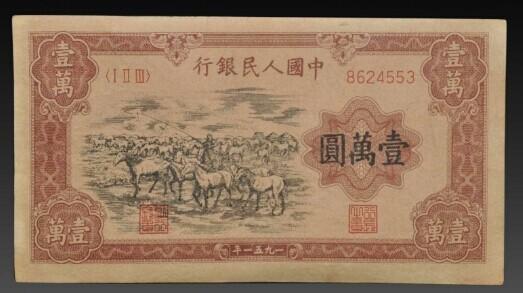 壹萬
壹萬
中國人民銀行
〈I II III〉
8624553
壹萬圓
壹萬
壹萬
一九五一年